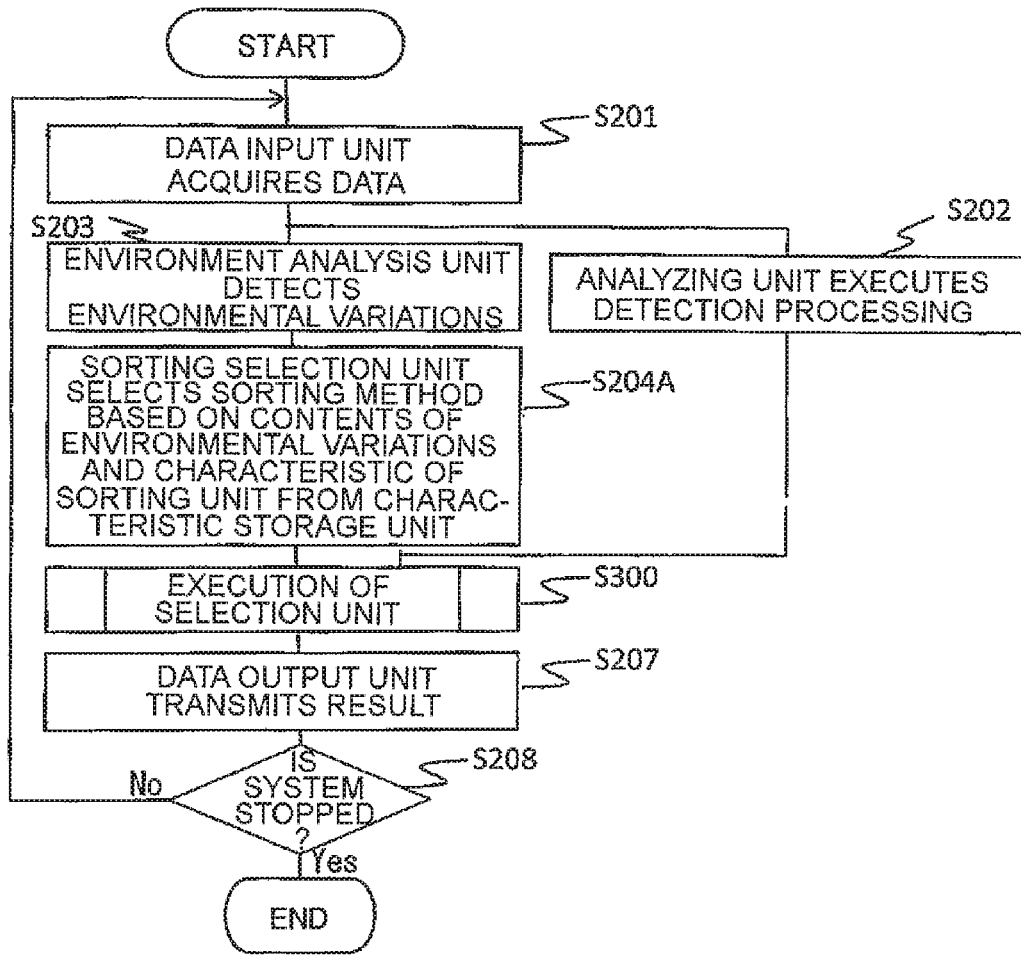 START
DATA INPUT UNIT
ACQUIRES DATA
S201
S203
ENVIRONMENT ANALYSIS UNIT
DETECTS
ENVIRONMENTAL VARIATIONS
S202
ANALYZING UNIT EXECUTES
DETECTION PROCESSING
SORTING SELECTION UNIT
SELECTS SORTING METHOD
BASED ON CONTENTS OF
ENVIRONMENTAL VARIATIONS
AND CHARACTERISTIC OF
SORTING UNIT FROM CHARAC-
TERISTIC STORAGE UNIT
S204A
EXECUTION OF
SELECTION UNIT
S300
DATA OUTPUT UNIT
TRANSMITS RESULT
S207
IS
SYSTEM
STOPPED
?
S208
No
Yes
END